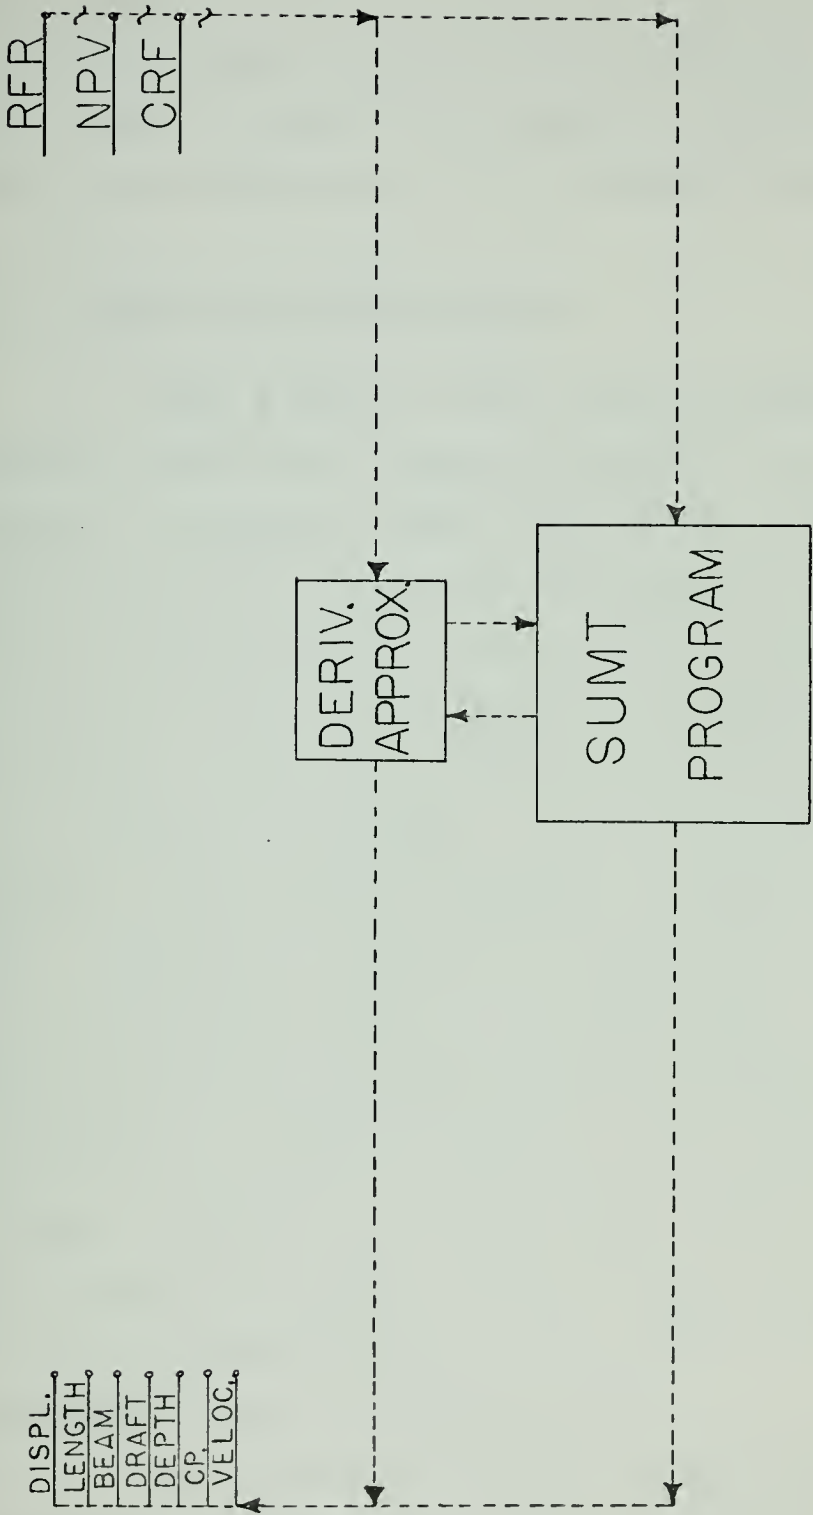 RFR
NPV
CRF
DERIV.
APPROX.
SUMT
PROGRAM
DISPL.
LENGTH
BEAM
DRAFT
DEPTH
CP.
VELOC.